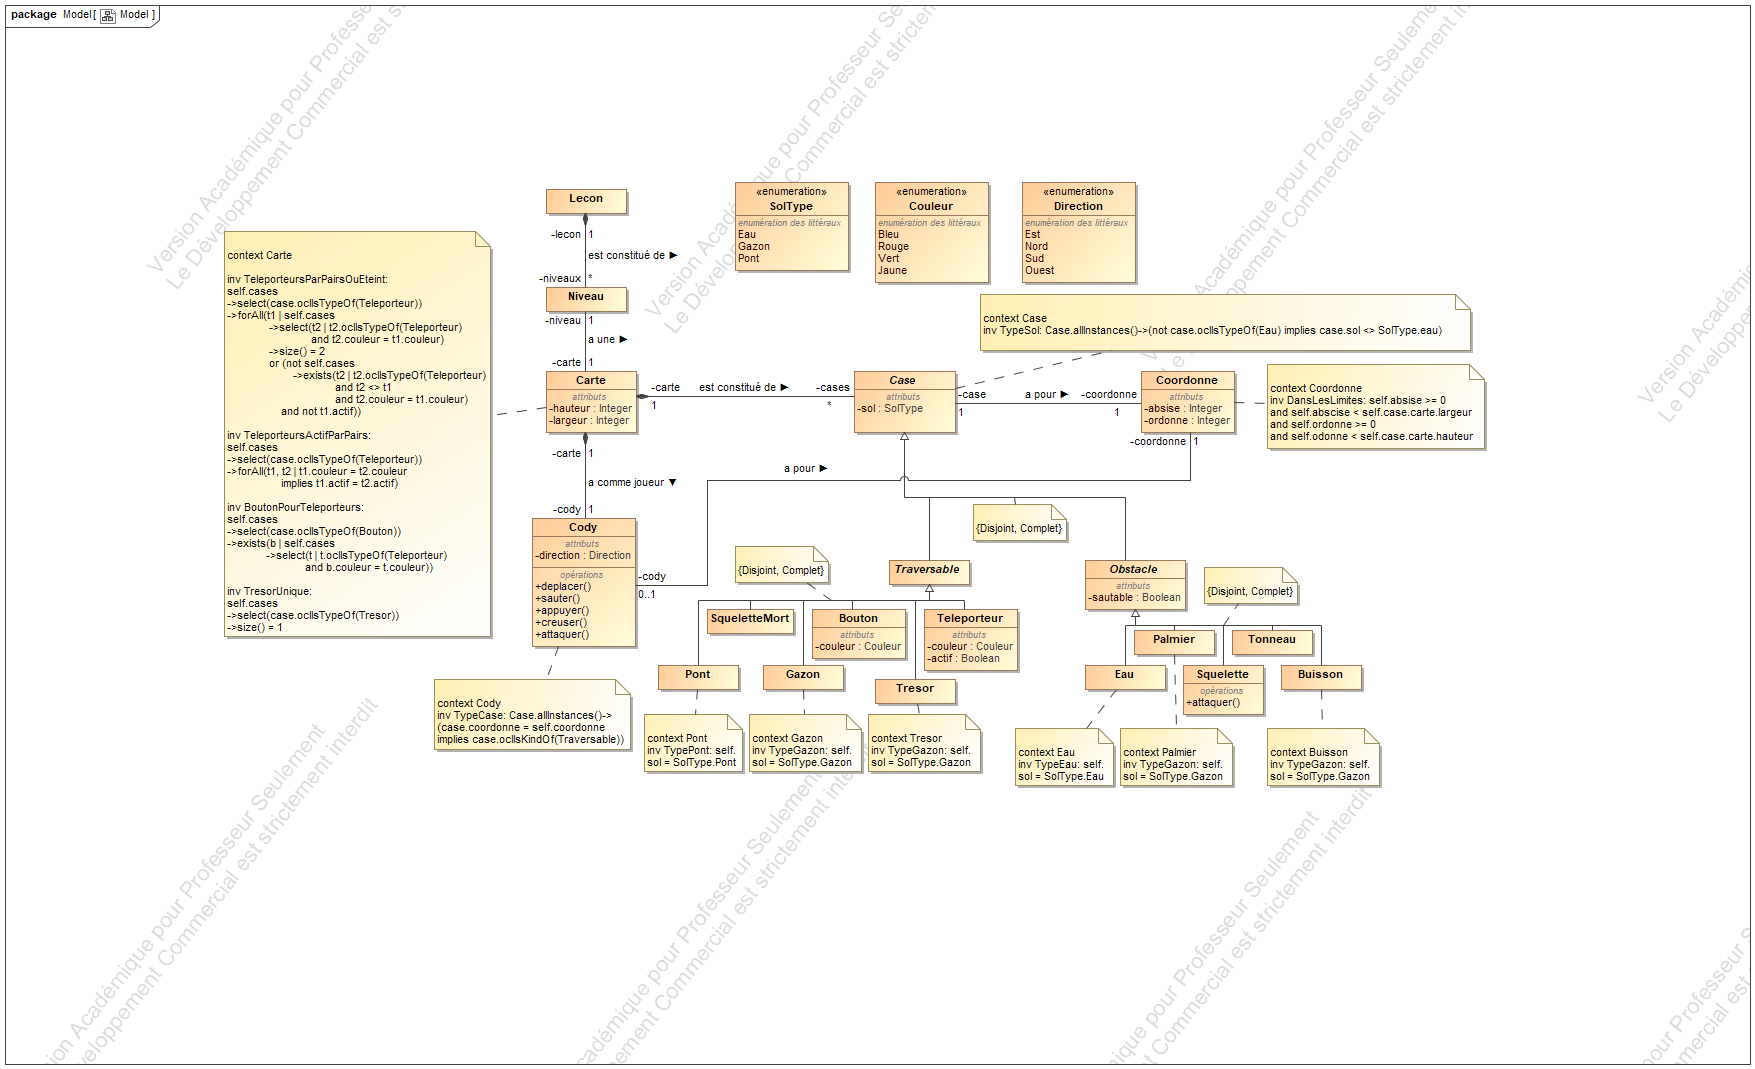 package Model[ Model ]
Lecon
-lecon 1
est constitué de ►
-niveaux *
Niveau
-niveau 1
a une ►
-carte 1
Carte
attributs
-hauteur : Integer
-largeur : Integer
-carte est constitué de ► -cases
1 *
-carte 1
a comme joueur ▼
-cody 1
Cody
attributs
-direction : Direction
opérations
+deplacer()
+sauter()
+appuyer()
+creuser()
+attaquer()
-cody
0..1
a pour ►
-coordonne 1
«enumeration»
SolType
enumération des littéraux
Eau
Gazon
Pont
«enumeration»
Couleur
enumération des littéraux
Bleu
Rouge
Vert
Jaune
«enumeration»
Direction
enumération des littéraux
Est
Nord
Sud
Ouest
context Carte
inv TeleporteursParPairsOuEteint:
self.cases
->select(case.oclIsTypeOf(Teleporteur))
->forAll(t1 | self.cases
->select(t2 | t2.oclIsTypeOf(Teleporteur)
and t2.couleur = t1.couleur)
->size() = 2
or (not self.cases
->exists(t2 | t2.oclIsTypeOf(Teleporteur)
and t2 <> t1
and t2.couleur = t1.couleur)
and not t1.actif))
inv TeleporteursActifParPairs:
self.cases
->select(case.oclIsTypeOf(Teleporteur))
->forAll(t1, t2 | t1.couleur = t2.couleur
implies t1.actif = t2.actif)
inv BoutonPourTeleporteurs:
self.cases
->select(case.oclIsTypeOf(Bouton))
->exists(b | self.cases
->select(t | t.oclIsTypeOf(Teleporteur)
and b.couleur = t.couleur))
inv TresorUnique:
self.cases
->select(case.oclIsTypeOf(Tresor))
->size() = 1
context Case
inv TypeSol: Case.allInstances()->(not case.oclIsTypeOf(Eau) implies case.sol <> SolType.eau)
Case
attributs
-sol : SolType
-case a pour ► -coordonne
1 1
Coordonne
attributs
-absise : Integer
-ordonne : Integer
context Coordonne
inv DansLesLimites: self.absise >= 0
and self.abscise < self.case.carte.largeur
and self.ordonne >= 0
and self.odonne < self.case.carte.hauteur
{Disjoint, Complet}
{Disjoint, Complet}
{Disjoint, Complet}
Traversable
Obstacle
attributs
-sautable : Boolean
SqueletteMort
Bouton
attributs
-couleur : Couleur
Teleporteur
attributs
-couleur : Couleur
-actif : Boolean
Pont
Gazon
Tresor
Palmier
Tonneau
Eau
Squelette
opérations
+attaquer()
Buisson
context Cody
inv TypeCase: Case.allInstances()->
(case.coordonne = self.coordonne
implies case.oclIsKindOf(Traversable))
context Pont
inv TypePont: self.
sol = SolType.Pont
context Gazon
inv TypeGazon: self.
sol = SolType.Gazon
context Tresor
inv TypeGazon: self.
sol = SolType.Gazon
context Eau
inv TypeEau: self.
sol = SolType.Eau
context Palmier
inv TypeGazon: self.
sol = SolType.Gazon
context Buisson
inv TypeGazon: self.
sol = SolType.Gazon
Version Académique pour Professeur Seulement
Le Développement Commercial est strictement interdit